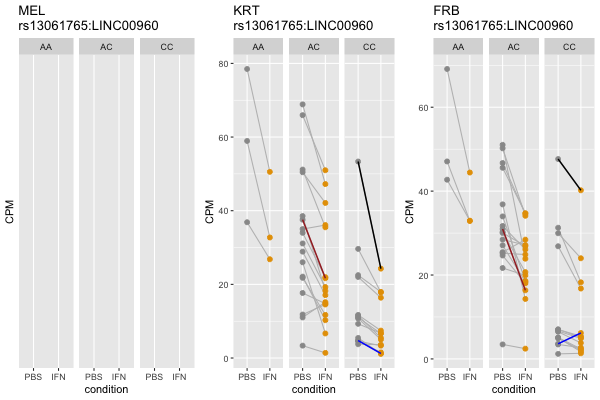 MEL
rs13061765:LINC00960
AA AC CC
CPM
PBS IFN PBS IFN PBS IFN
condition
KRT
rs13061765:LINC00960
AA AC CC
80
60
40
20
0
CPM
PBS IFN PBS IFN PBS IFN
condition
FRB
rs13061765:LINC00960
AA AC CC
60
40
20
0
CPM
PBS IFN PBS IFN PBS IFN
condition